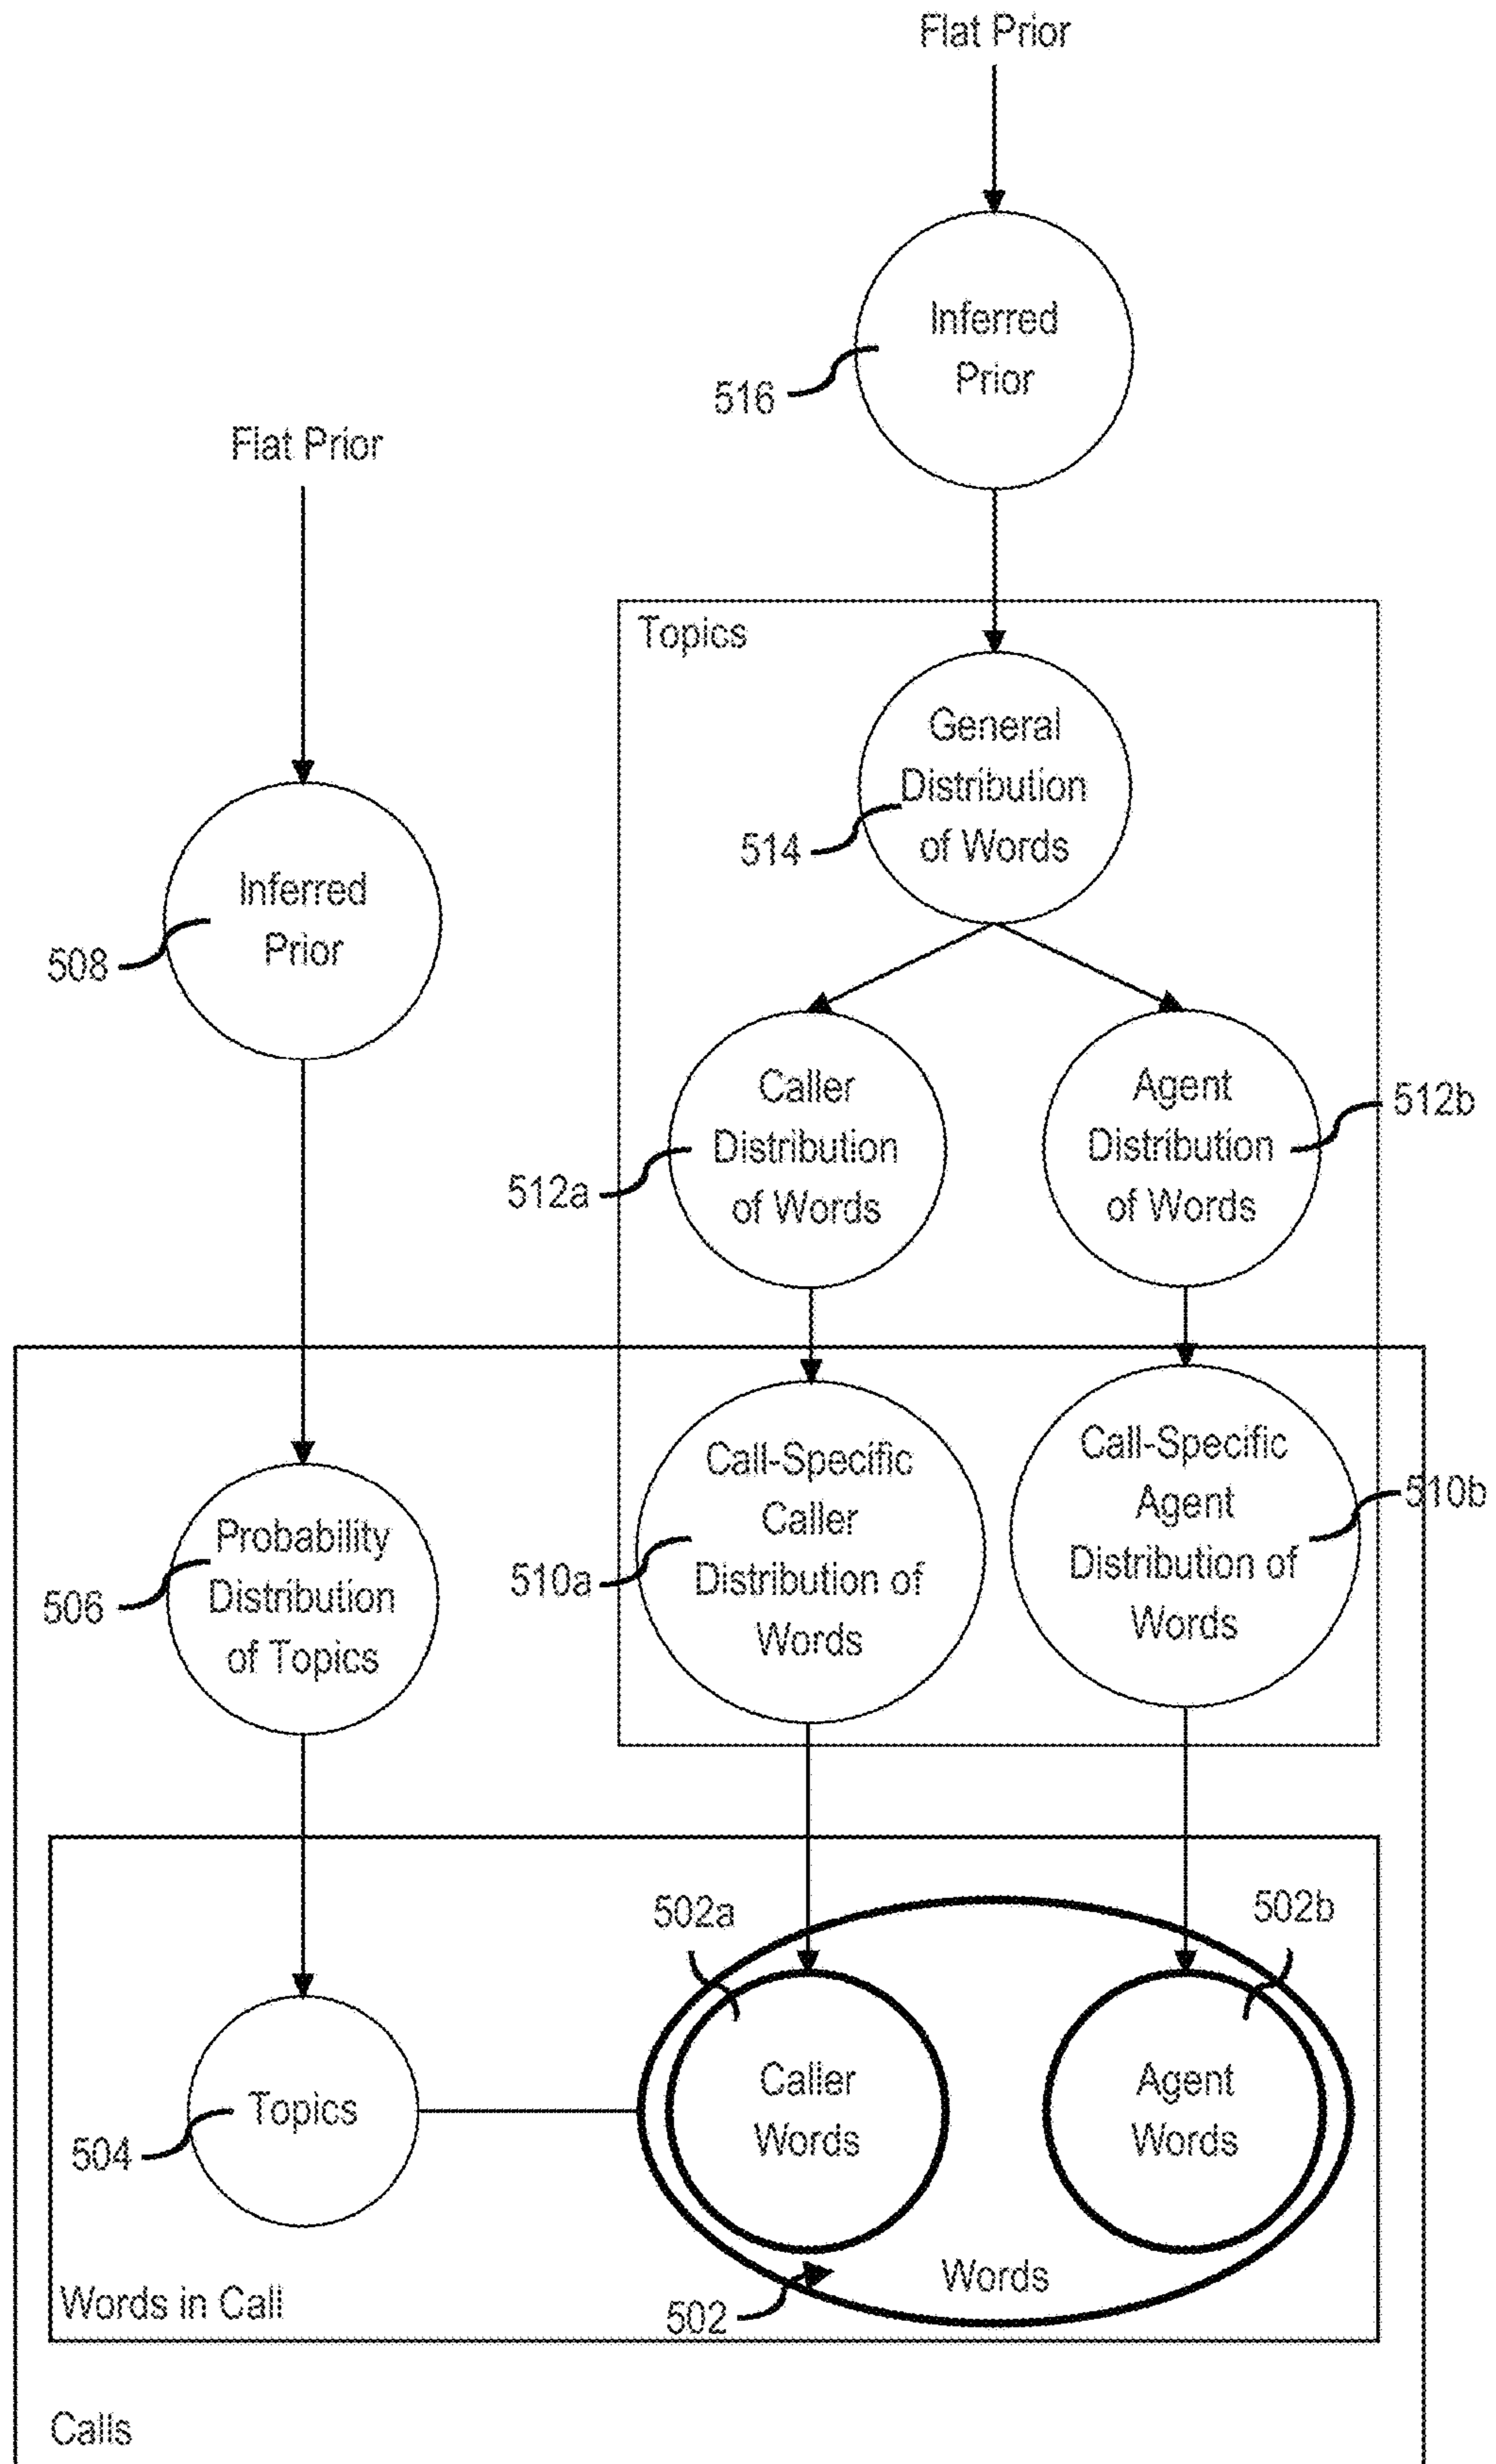 Flat Prior
Inferred
Prior
516
Flat Prior
Topics
General
Distribution
of Words
514
Inferred
Prior
508
Caller
Distribution
of Words
512a
Agent
Distribution
of Words
512b
Call-Specific
Caller
Distribution of
Words
510a
Call-Specific
Agent
Distribution of
Words
510b
Probability
Distribution
of Topics
506
502a
502b
Topics
504
Caller
Words
Agent
Words
Words
502
Words in Call
Calls